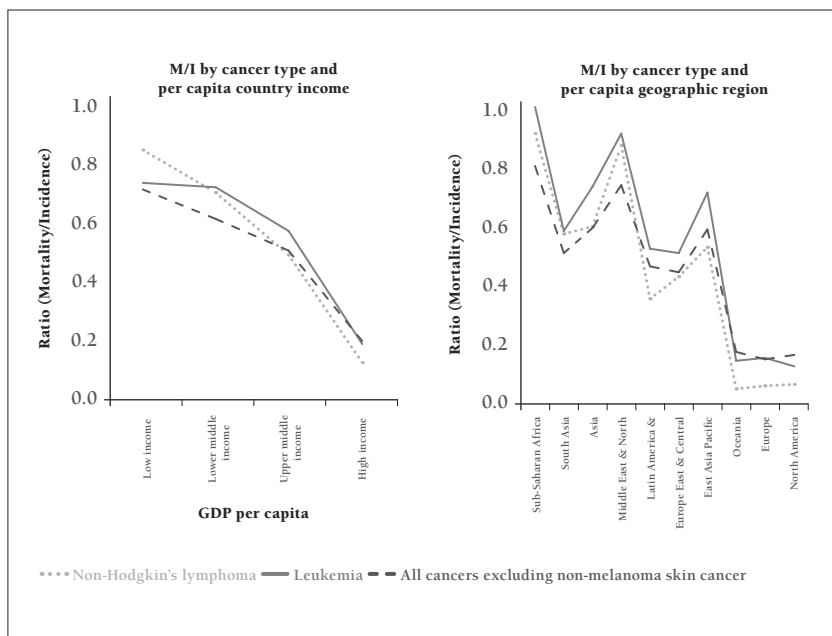 M/I by cancer type and
per capita country income
Ratio (Mortality/Incidence)
1.0
0.8
0.6
0.4
0.2
0.0
Low income
Lower middle
income
Upper middle
income
High income
GDP per capita
M/I by cancer type and
per capita geographic region
Ratio (Mortality/Incidence)
1.0
0.8
0.6
0.4
0.2
0.0
Sub-Saharan Africa
South Asia
Asia
Middle East & North
Latin America &
Europe East & Central
East Asia Pacific
Oceania
Europe
North America
Non-Hodgkin's lymphoma Leukemia All cancers excluding non-melanoma skin cancer